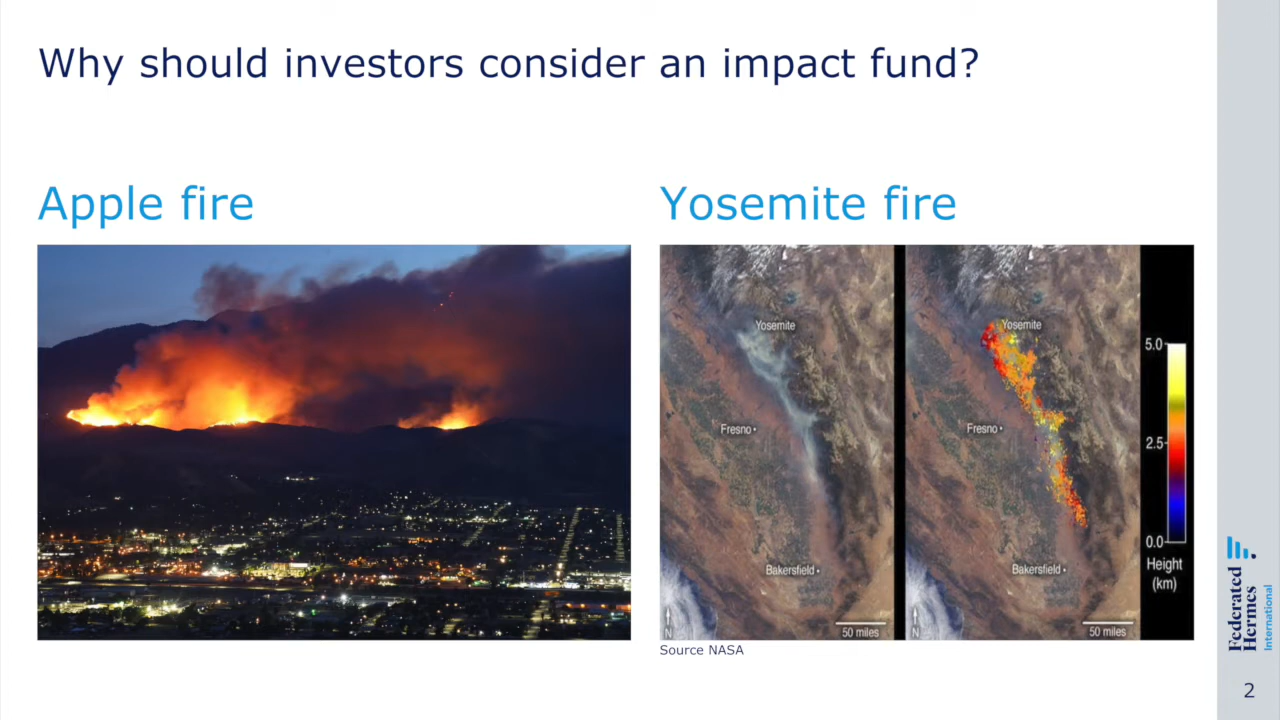 Why should investors consider an impact fund?
Apple fire
Yosemite fire
Yosemite
Fresno
Bakersfield
N
50 miles
Yosemite
Fresno
Bakersfield
N
50 miles
5.0
2.5
0.0
Height
(km)
Source NASA
Federated
Hermes
International
2